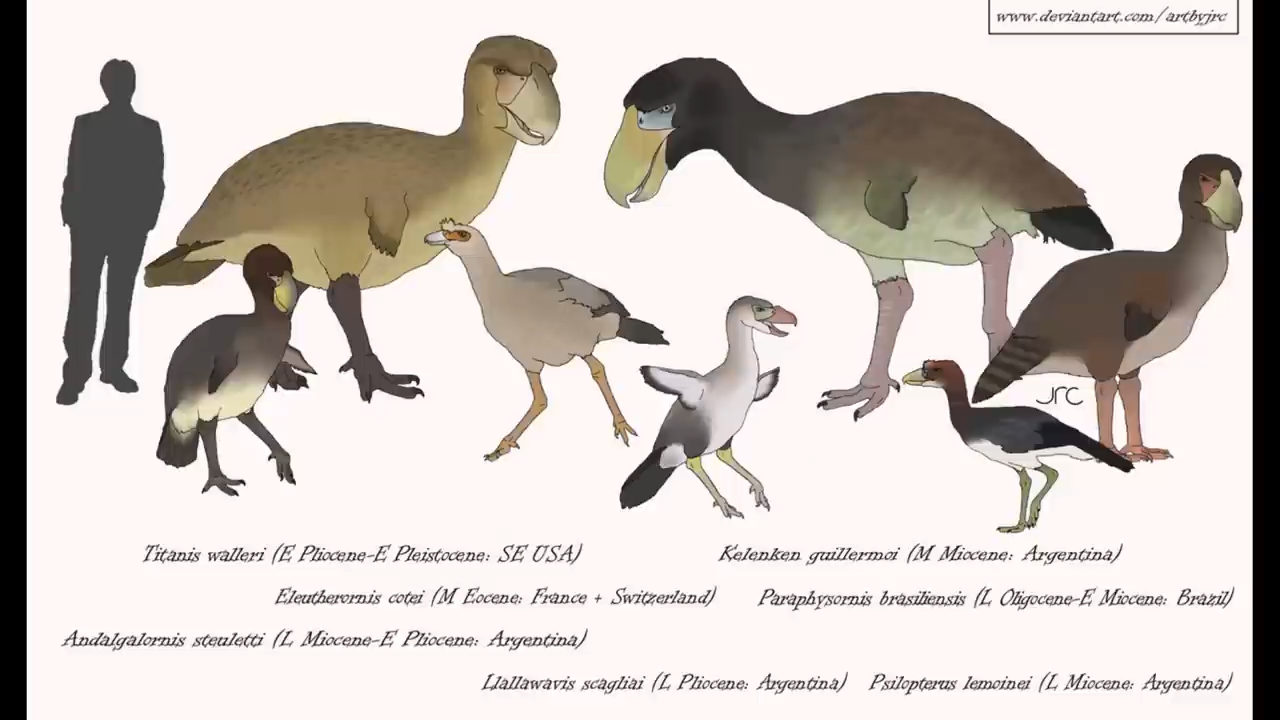 www.deviantart.com/artbyjrc
JrC
Titanis walleri (E Pliocene-E Pleistocene: SE USA)
Kelenken guillermoi (M Miocene: Argentina)
Eleutherornis cotei (M Eocene: France + Switzerland)
Paraphysornis brasiliensis (L Oligocene-E Miocene: Brazil)
Andalgalornis steuletti (L Miocene-E Pliocene: Argentina)
Llallawavis scagliai (L Pliocene: Argentina)
Psilopterus lemoinei (L Miocene: Argentina)